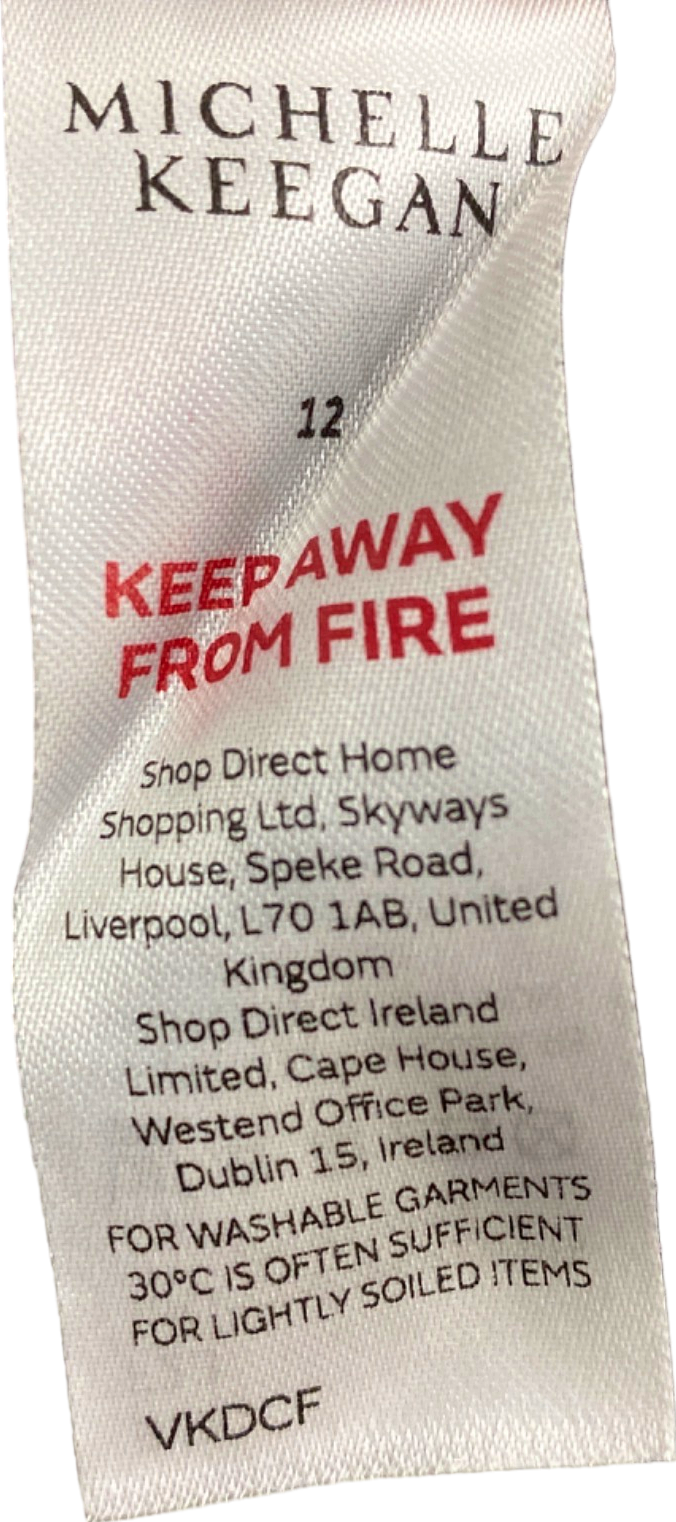 MICHELLE
KEEGAN
12
KEEP AWAY
FROM FIRE
Shop Direct Home
Shopping Ltd, Skyways
House, Speke Road,
Liverpool, L70 1AB, United
Kingdom
Shop Direct Ireland
Limited, Cape House,
Westend Office Park,
Dublin 15, Ireland
FOR WASHABLE GARMENTS
30°C IS OFTEN SUFFICIENT
FOR LIGHTLY SOILED ITEMS
VKDCF